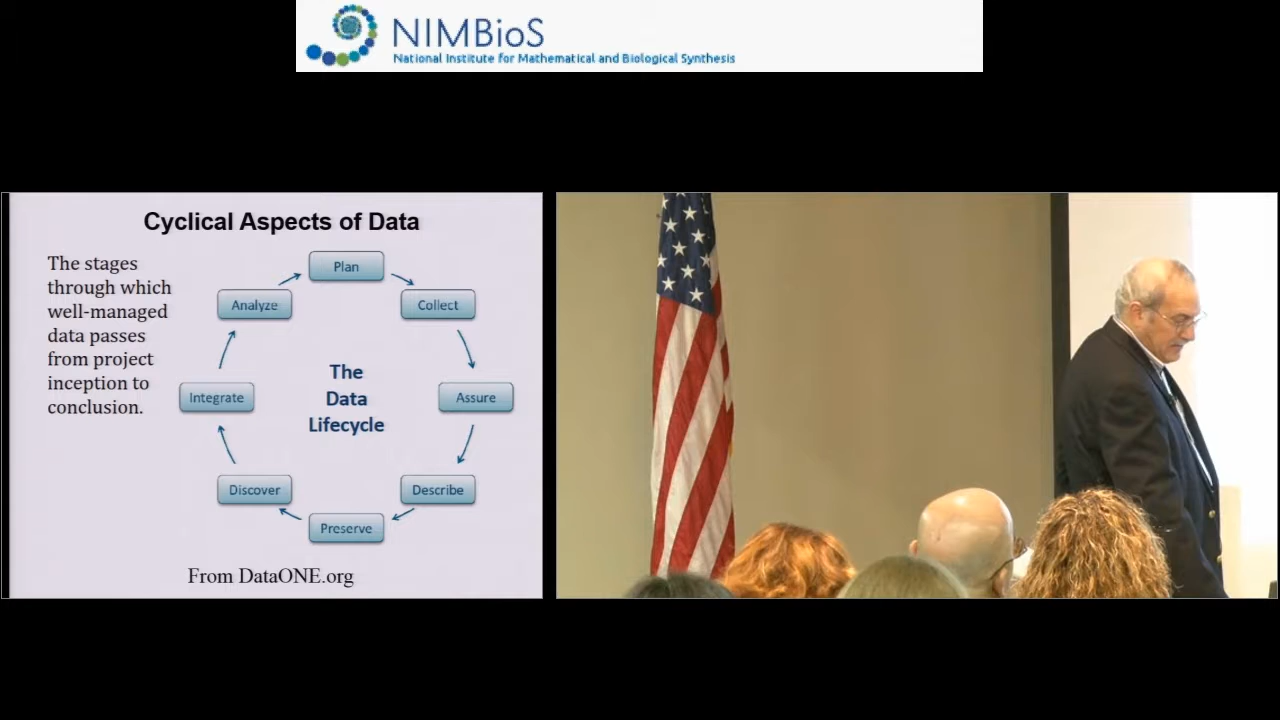 NIMBioS
National Institute for Mathematical and Biological Synthesis
Cyclical Aspects of Data
The stages
through which
well-managed
data passes
from project
inception to
conclusion.
Plan
Collect
Assure
Describe
Preserve
Discover
Integrate
Analyze
The
Data
Lifecycle
From DataONE.org